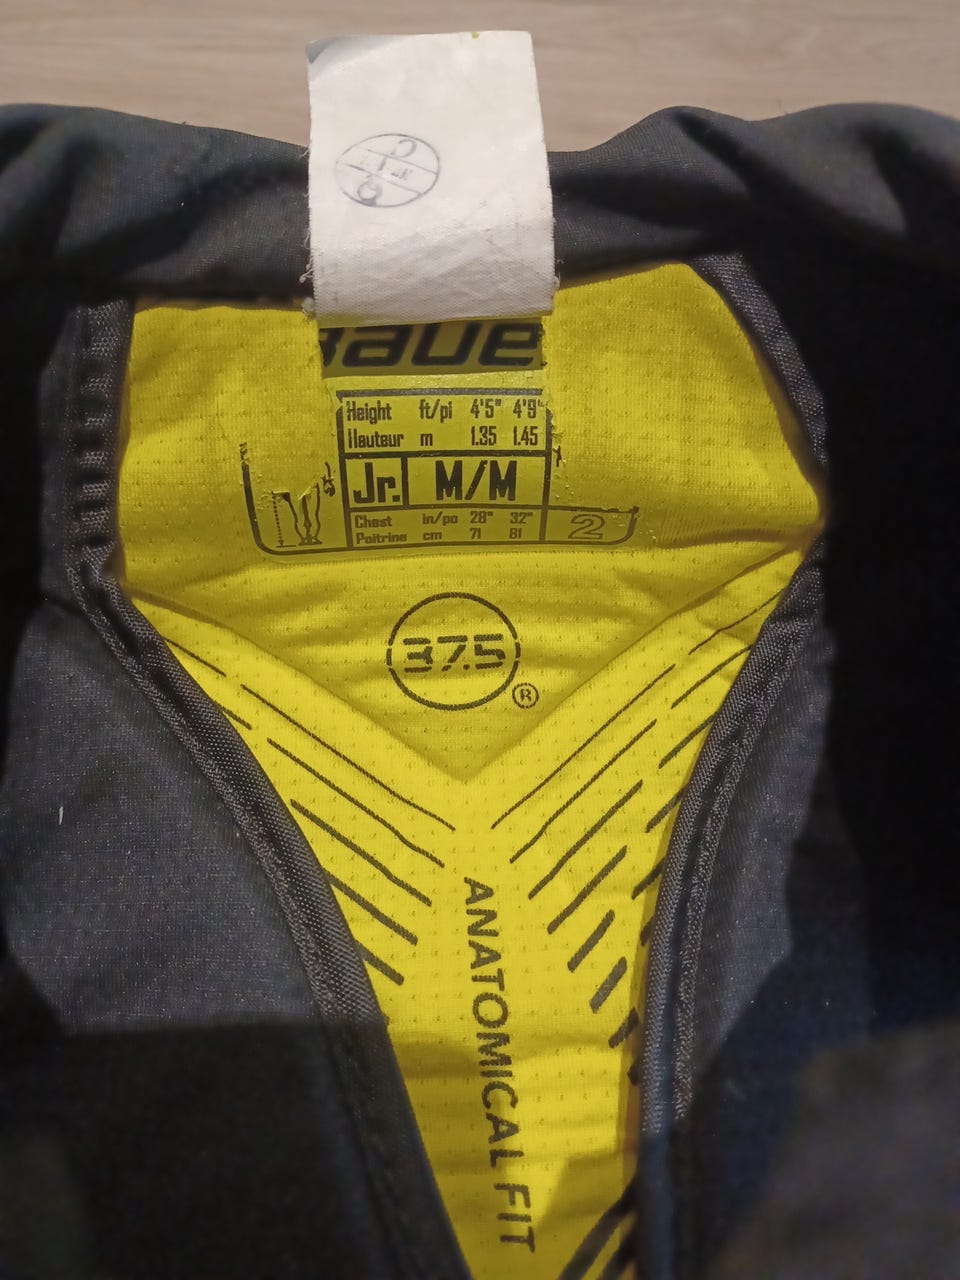 Baue
Height ft/pi 4'5" 4'9"
Hauteur m 1.35 1.45
Jr. M/M
Chest in/po 28" 32"
Poitrine cm 71 81
2
37.5
®
ANATOMICAL FIT